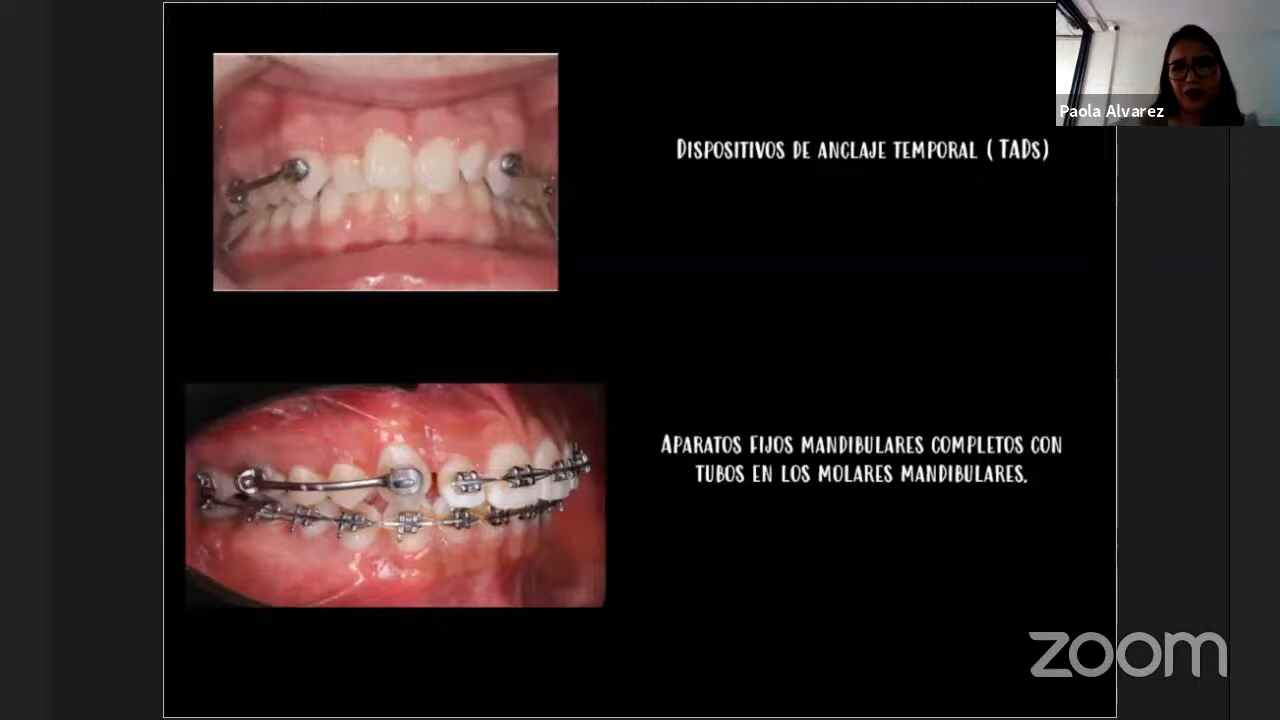 Paola Alvarez
DISPOSITIVOS DE ANCLAJE TEMPORAL ( TADS)
APARATOS FIJOS MANDIBULARES COMPLETOS CON
TUBOS EN LOS MOLARES MANDIBULARES.
zoom